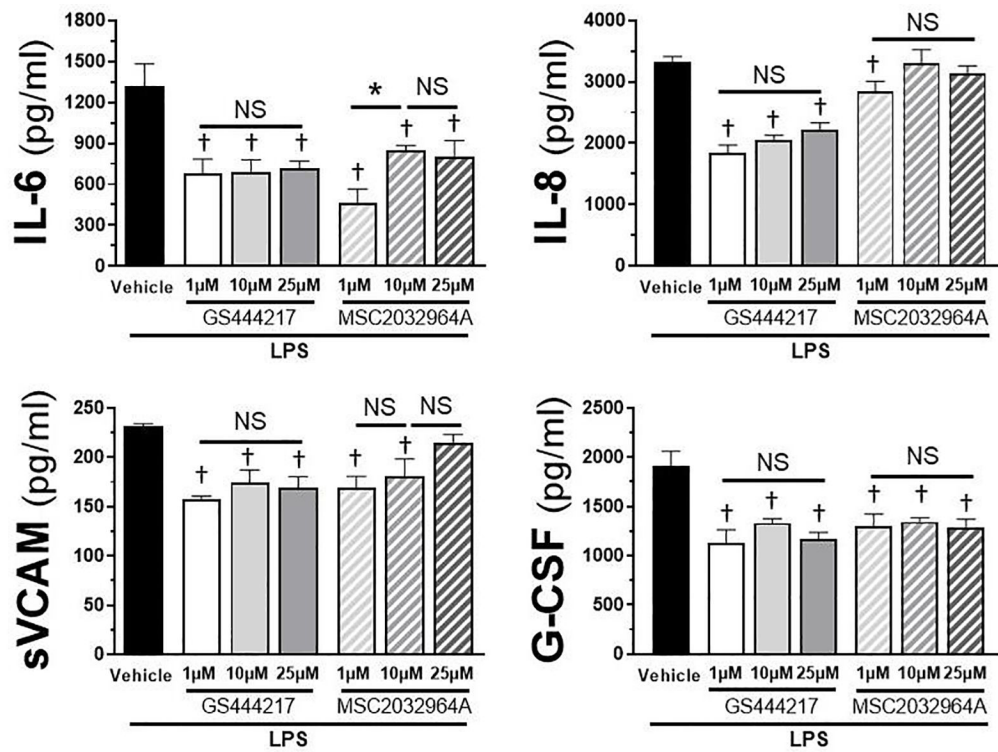 IL-6 (pg/ml)
1800
1500
1200
900
600
300
0
NS
* NS
† † † † † †
Vehicle 1µM 10µM 25µM 1µM 10µM 25µM
GS444217 MSC2032964A
LPS
IL-8 (pg/ml)
4000
3000
2000
1000
0
NS
NS
† † † †
Vehicle 1µM 10µM 25µM 1µM 10µM 25µM
GS444217 MSC2032964A
LPS
sVCAM (pg/ml)
250
200
150
100
50
0
NS NS NS
† † † † †
Vehicle 1µM 10µM 25µM 1µM 10µM 25µM
GS444217 MSC2032964A
LPS
G-CSF (pg/ml)
2500
2000
1500
1000
500
0
NS NS
† † † † † †
Vehicle 1µM 10µM 25µM 1µM 10µM 25µM
GS444217 MSC2032964A
LPS